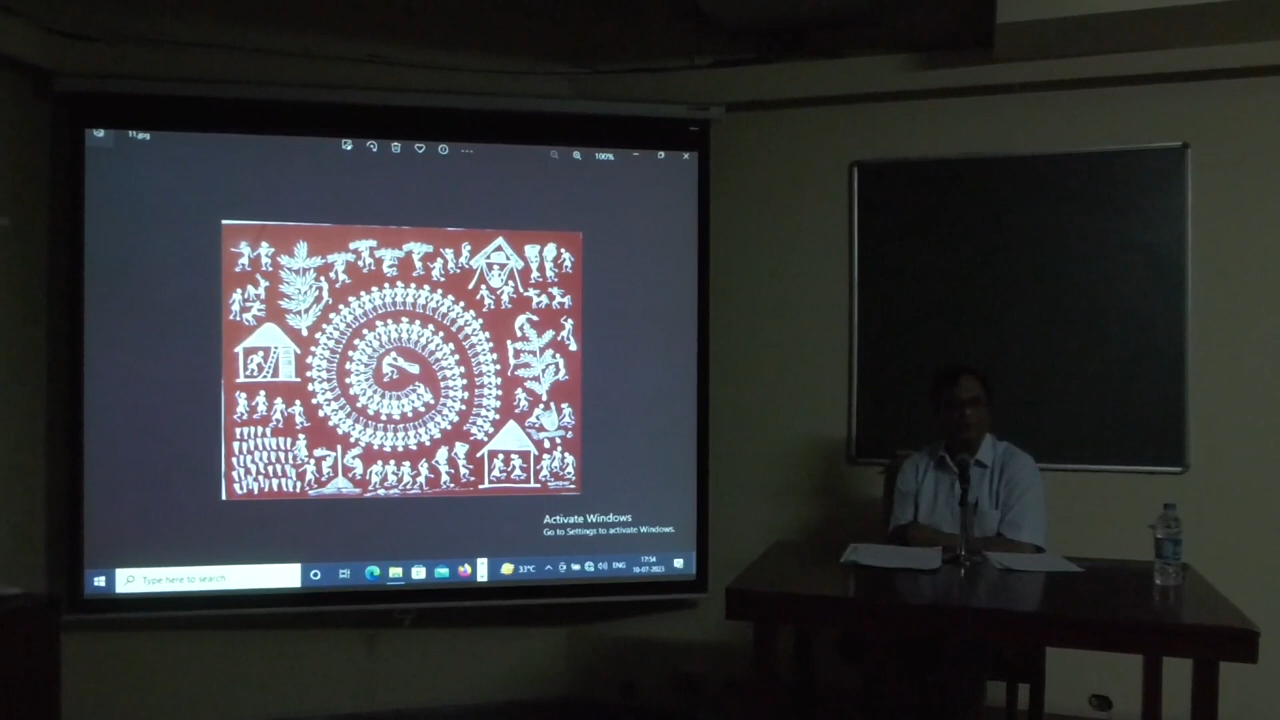 11.jpg
100%
Activate Windows
Go to Settings to activate Windows.
Type here to search
33°C
ENG
17:54
10-07-2023